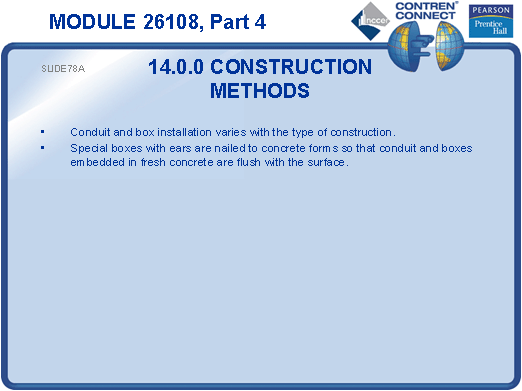 MODULE 26108, Part 4
nccer
CONTREN®
CONNECT
PEARSON
Prentice
Hall
SLIDE 78A
14.0.0 CONSTRUCTION
METHODS
• Conduit and box installation varies with the type of construction.
• Special boxes with ears are nailed to concrete forms so that conduit and boxes
embedded in fresh concrete are flush with the surface.